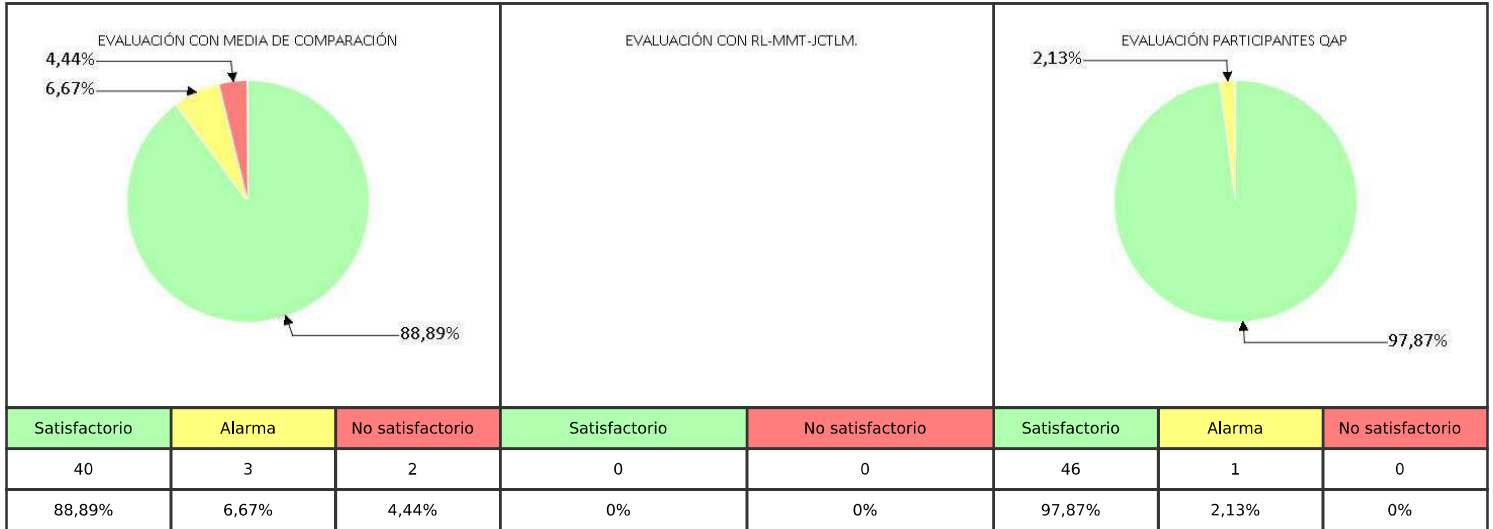 EVALUACIÓN CON MEDIA DE COMPARACIÓN
4,44%
6,67%
88,89%
EVALUACIÓN CON RL-MMT-JCTLM.
EVALUACIÓN PARTICIPANTES QAP
2,13%
97,87%
Satisfactorio Alarma No satisfactorio Satisfactorio No satisfactorio Satisfactorio Alarma No satisfactorio
40 3 2 0 0 46 1 0
88,89% 6,67% 4,44% 0% 0% 97,87% 2,13% 0%